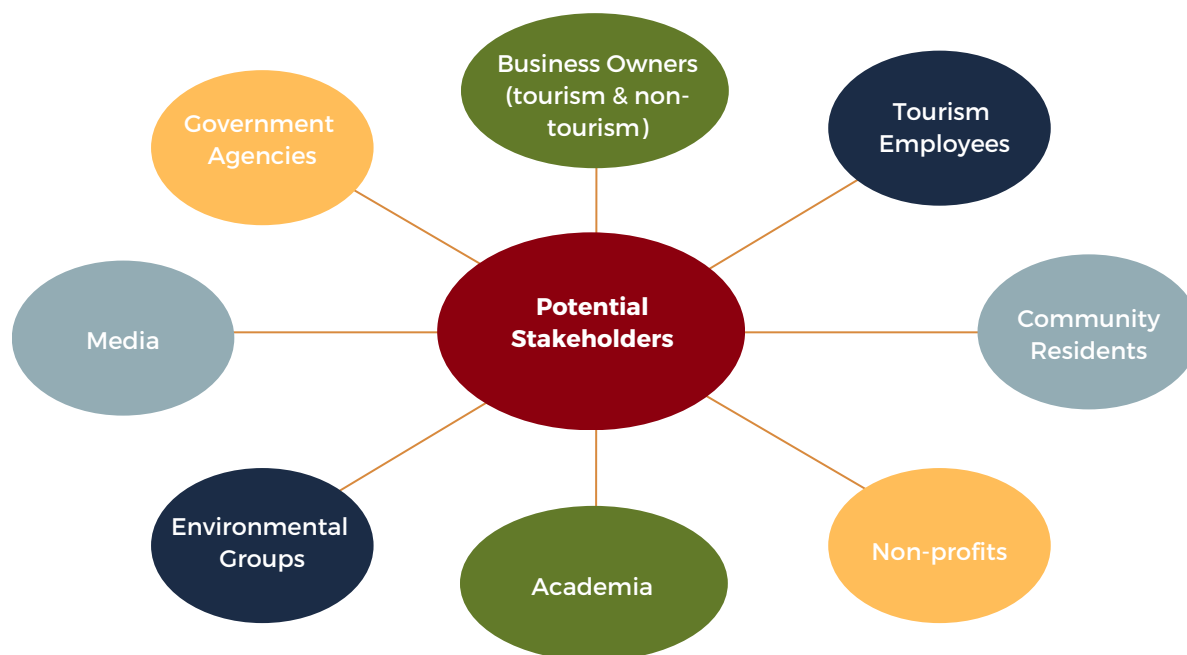 Business Owners
(tourism & non-
tourism)
Government
Agencies
Tourism
Employees
Potential
Stakeholders
Media
Community
Residents
Environmental
Groups
Academia
Non-profits